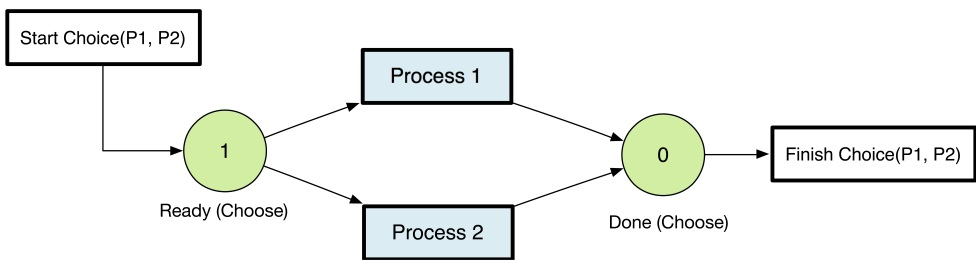 Start Choice(P1, P2)
Process 1
1
0
Finish Choice(P1, P2)
Ready (Choose)
Process 2
Done (Choose)